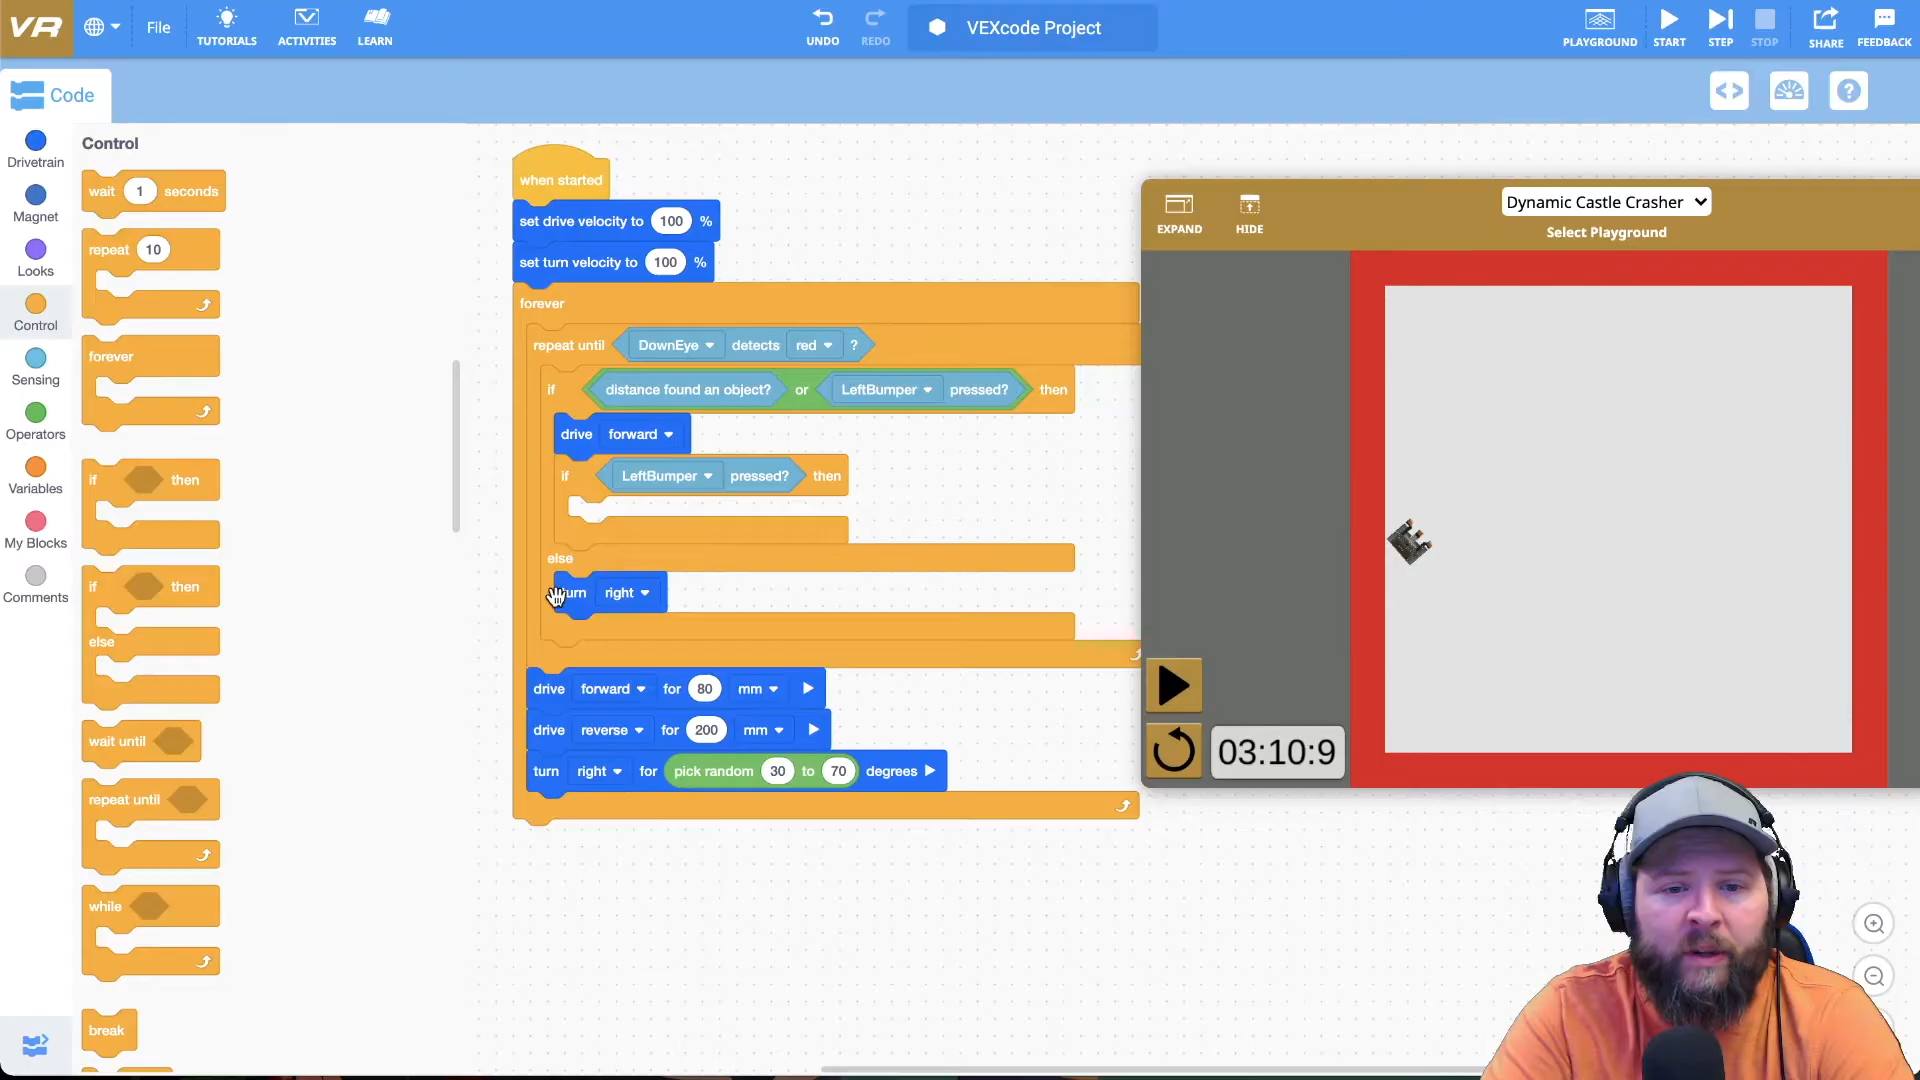 VR
File
TUTORIALS
ACTIVITIES
LEARN
UNDO
REDO
VEXcode Project
PLAYGROUND
START
STEP
STOP
SHARE
FEEDBACK
Code
Drivetrain
Magnet
Looks
Control
Sensing
Operators
Variables
My Blocks
Comments
Control
wait 1 seconds
repeat 10
forever
if then
if then
else
wait until
repeat until
while
break
when started
set drive velocity to 100 %
set turn velocity to 100 %
forever
repeat until DownEye detects red ?
if distance found an object? or LeftBumper pressed? then
drive forward
if LeftBumper pressed? then
else
turn right
drive forward for 80 mm
drive reverse for 200 mm
turn right for pick random 30 to 70 degrees
EXPAND
HIDE
Dynamic Castle Crasher
Select Playground
03:10:9